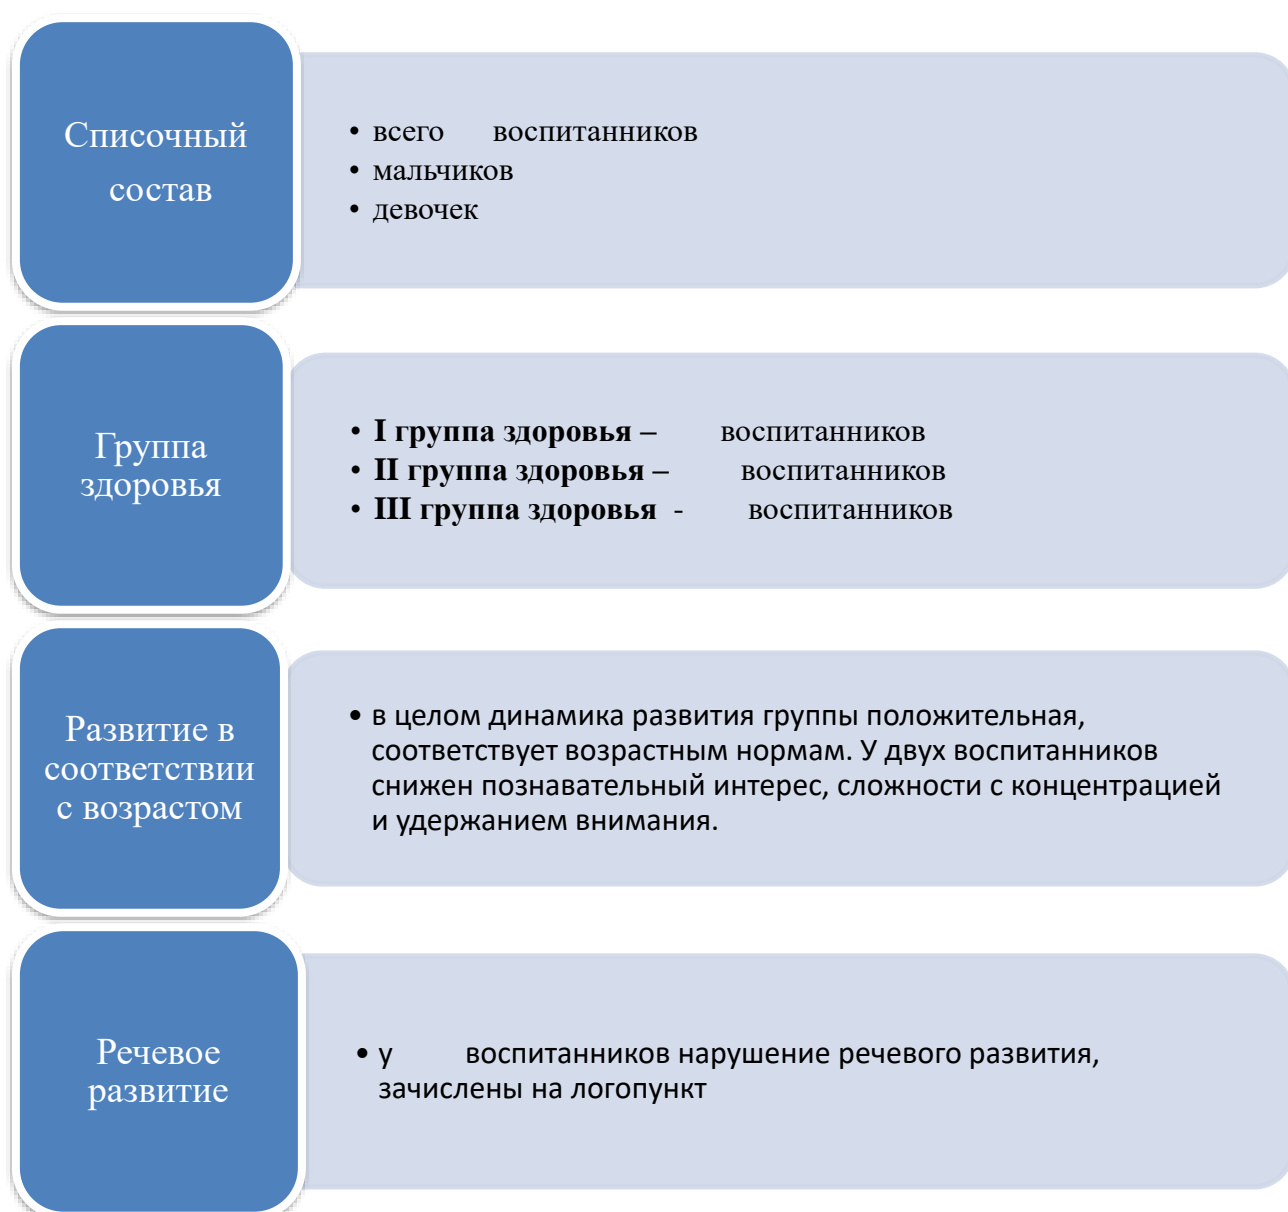 Списочный
состав
• всего воспитанников
• мальчиков
• девочек
Группа
здоровья
• I группа здоровья – воспитанников
• II группа здоровья – воспитанников
• III группа здоровья - воспитанников
Развитие в
соответствии
с возрастом
• в целом динамика развития группы положительная,
соответствует возрастным нормам. У двух воспитанников
снижен познавательный интерес, сложности с концентрацией
и удержанием внимания.
Речевое
развитие
• у воспитанников нарушение речевого развития,
зачислены на логопункт